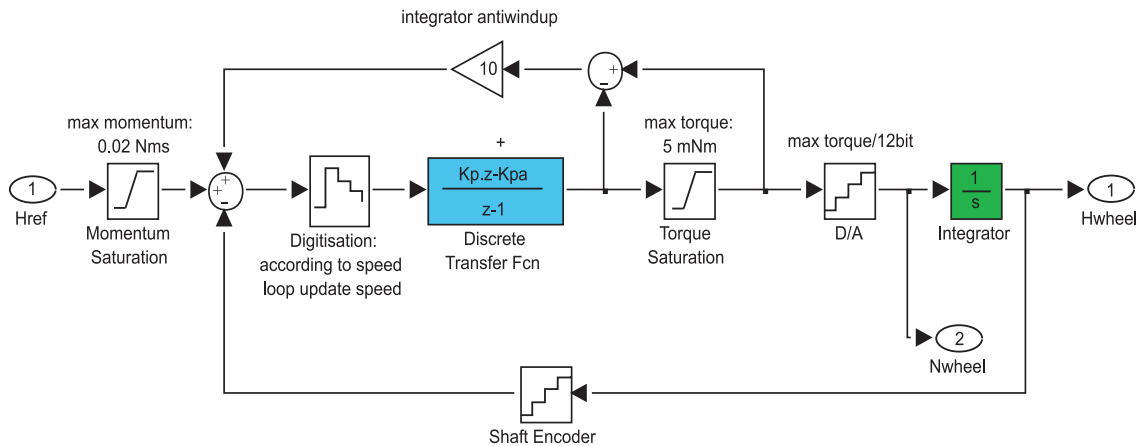 integrator antiwindup
10
+
−
max momentum:
0.02 Nms
+
max torque:
5 mNm
max torque/12bit
1
Href
Momentum
Saturation
+
+
−
Digitisation:
according to speed
loop update speed
Kp.z-Kpa
z-1
Discrete
Transfer Fcn
Torque
Saturation
D/A
1
s
Integrator
1
Hwheel
2
Nwheel
Shaft Encoder